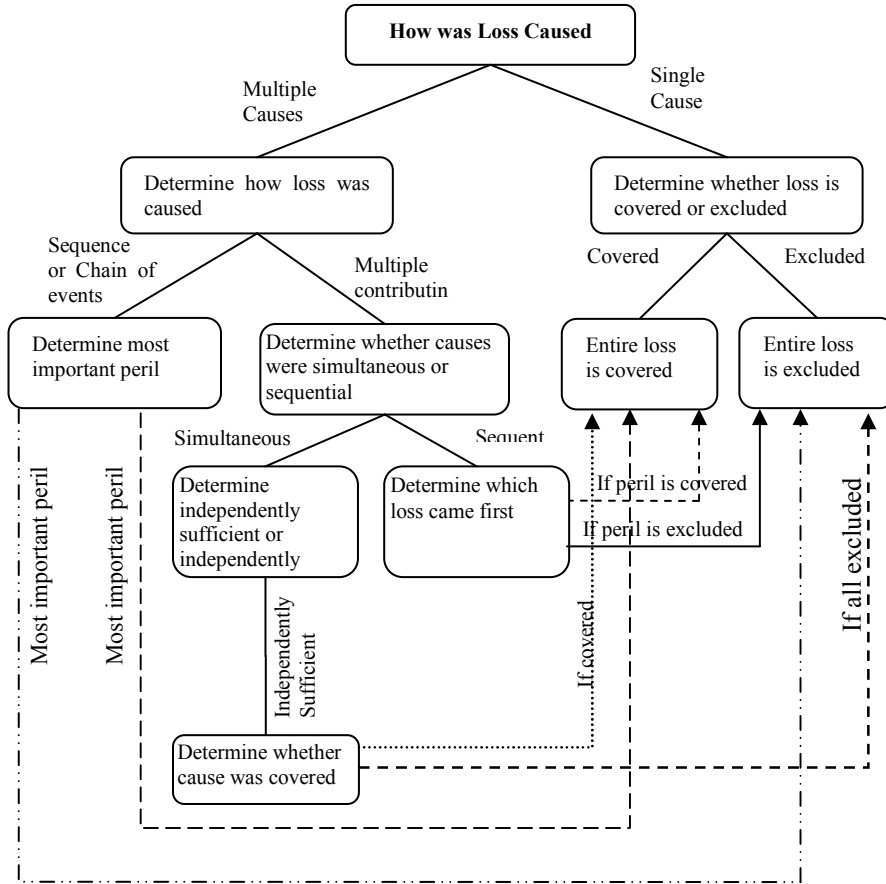 How was Loss Caused
Multiple
Causes
Single
Cause
Determine how loss was
caused
Determine whether loss is
covered or excluded
Sequence
or Chain of
events
Multiple
contributin
Covered
Excluded
Determine most
important peril
Determine whether causes
were simultaneous or
sequential
Entire loss
is covered
Entire loss
is excluded
Simultaneous
Sequent
Determine
independently
sufficient or
independently
Determine which
loss came first
If peril is covered
If peril is excluded
Most important peril
Most important peril
Independently
Sufficient
If covered
If all excluded
Determine whether
cause was covered